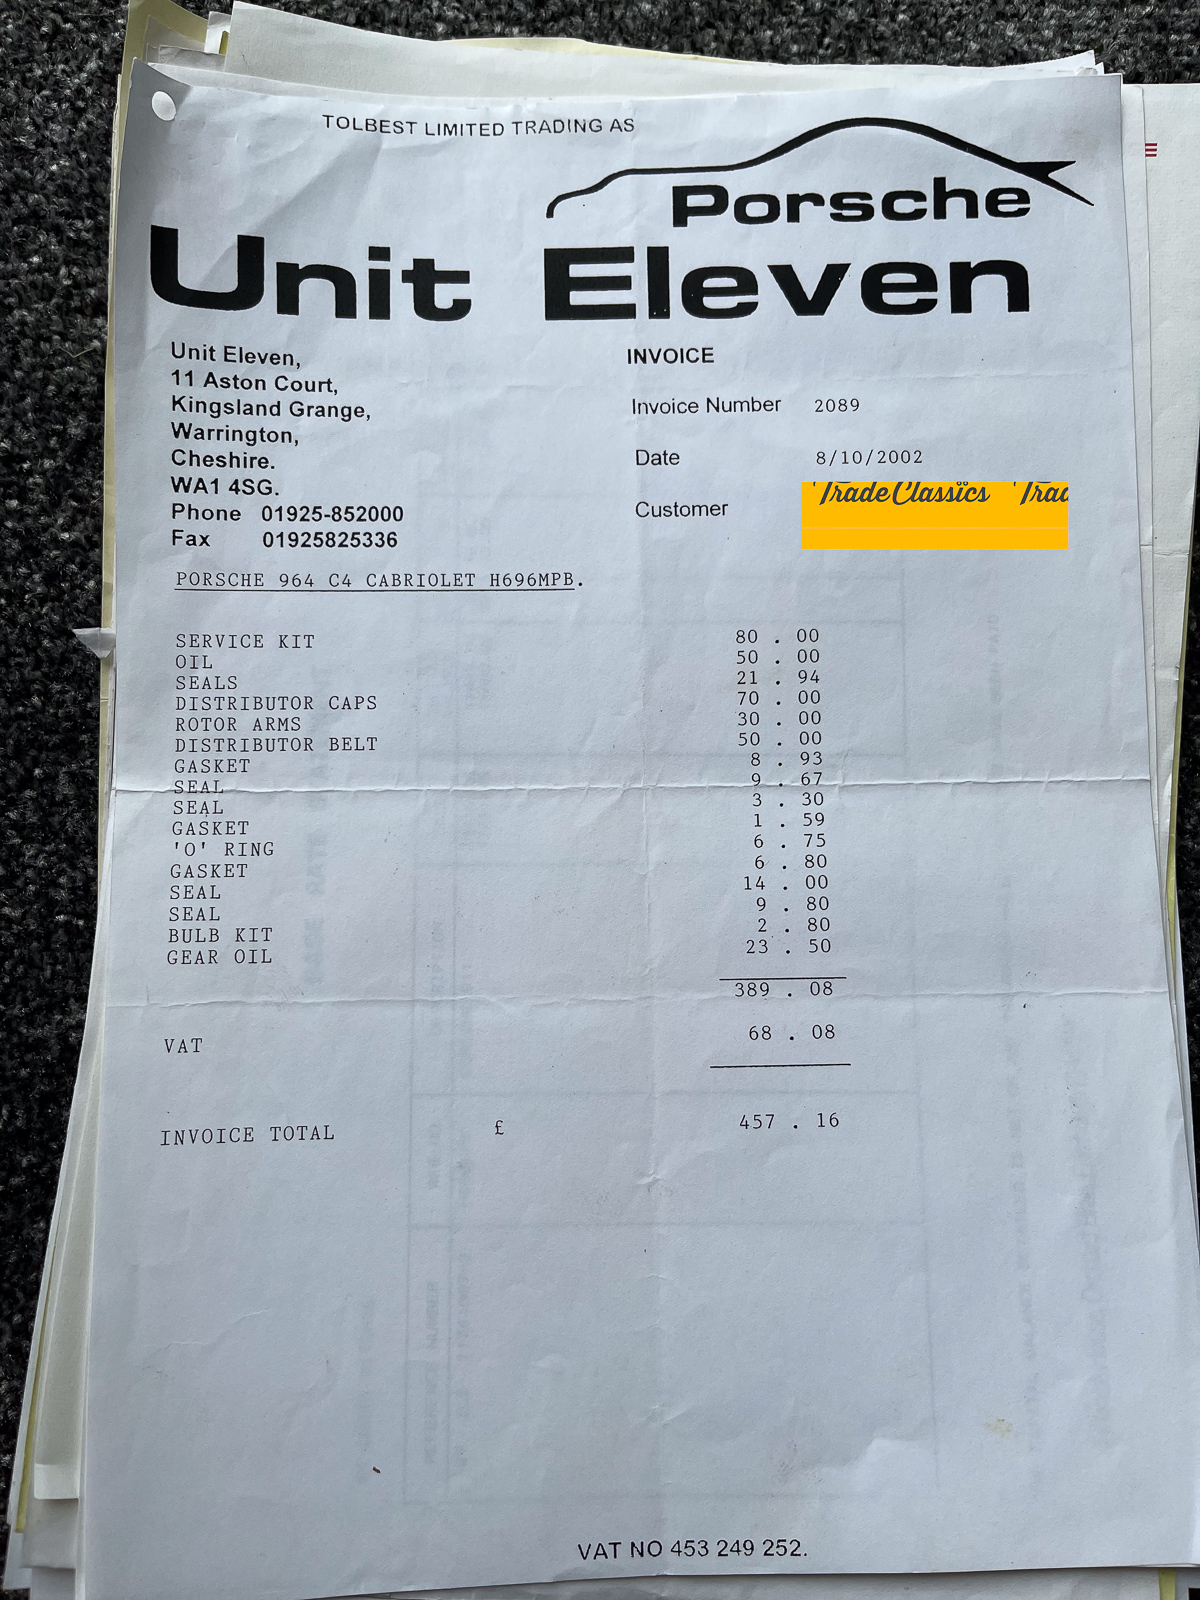 TOLBEST LIMITED TRADING AS
Porsche
Unit Eleven
Unit Eleven,
11 Aston Court,
Kingsland Grange,
Warrington,
Cheshire.
WA1 4SG.
Phone 01925-852000
Fax 01925825336
INVOICE
Invoice Number 2089
Date 8/10/2002
Customer
Trade Classics Trad
PORSCHE 964 C4 CABRIOLET H696MPB.
SERVICE KIT 80 . 00
OIL 50 . 00
SEALS 21 . 94
DISTRIBUTOR CAPS 70 . 00
ROTOR ARMS 30 . 00
DISTRIBUTOR BELT 50 . 00
GASKET 8 . 93
SEAL 9 . 67
SEAL 3 . 30
GASKET 1 . 59
'O' RING 6 . 75
GASKET 6 . 80
SEAL 14 . 00
SEAL 9 . 80
BULB KIT 2 . 80
GEAR OIL 23 . 50
389 . 08
VAT 68 . 08
INVOICE TOTAL £ 457 . 16
VAT NO 453 249 252.